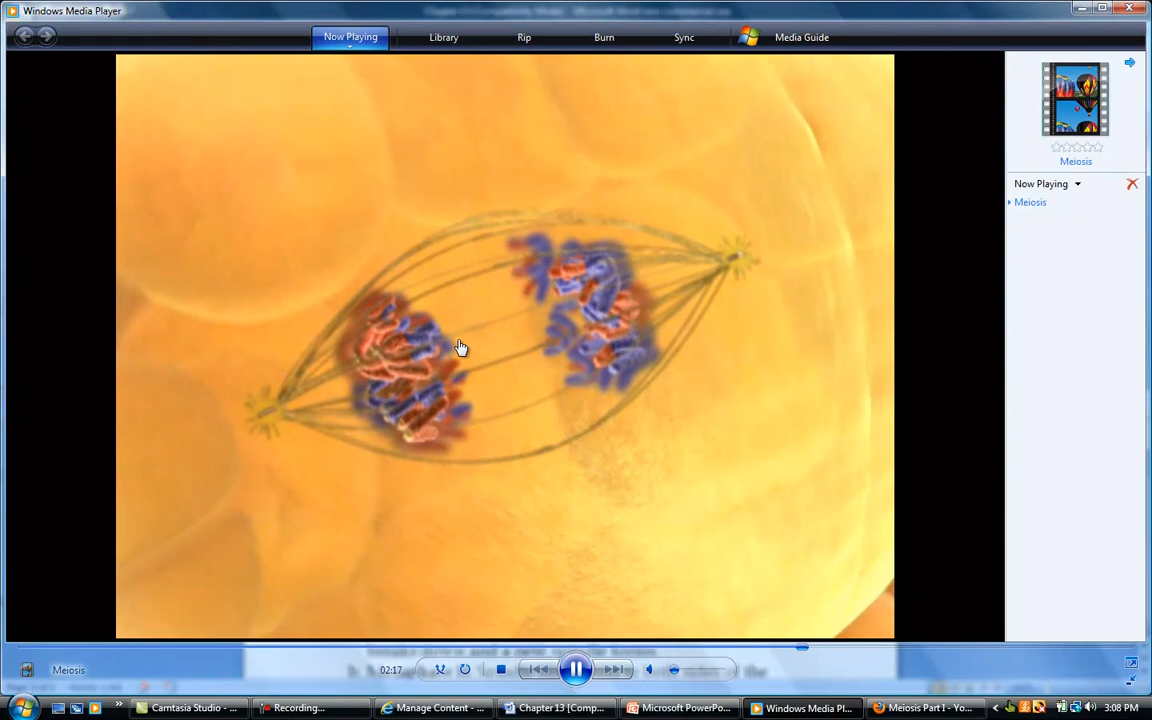 Windows Media Player
Now Playing
Library
Rip
Burn
Sync
Media Guide
Meiosis
Now Playing
Meiosis
Meiosis
02:17
Camtasia Studio - ...
Recording...
Manage Content - ...
Chapter 13 [Comp...
Microsoft PowerPo...
Windows Media Pl...
Meiosis Part I - Yo...
3:08 PM